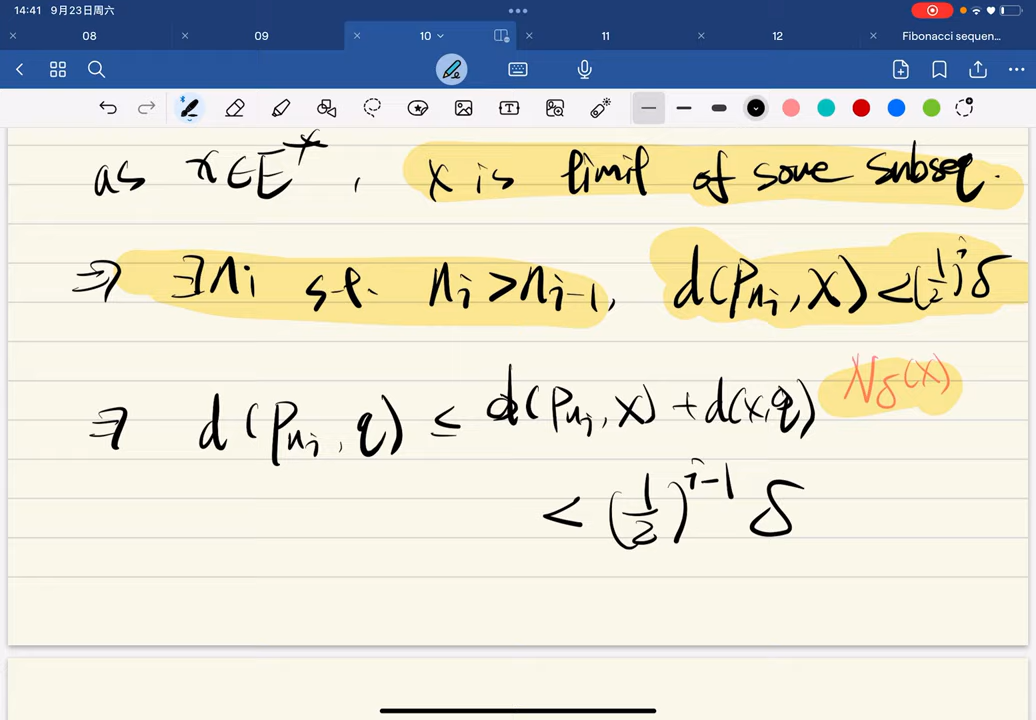 14:41 9月23日周六
08 09 10 11 12 Fibonacci sequen...
as x∈E*, x is limit of some subseq.
⇒ ∃ni st. ni>ni-1, d(Pni, x) <(1/2)^i δ
⇒ d(Pni, q) ≤ d(Pni, x) + d(x,q) Nδ(x)
< (1/2)^i-1 δ